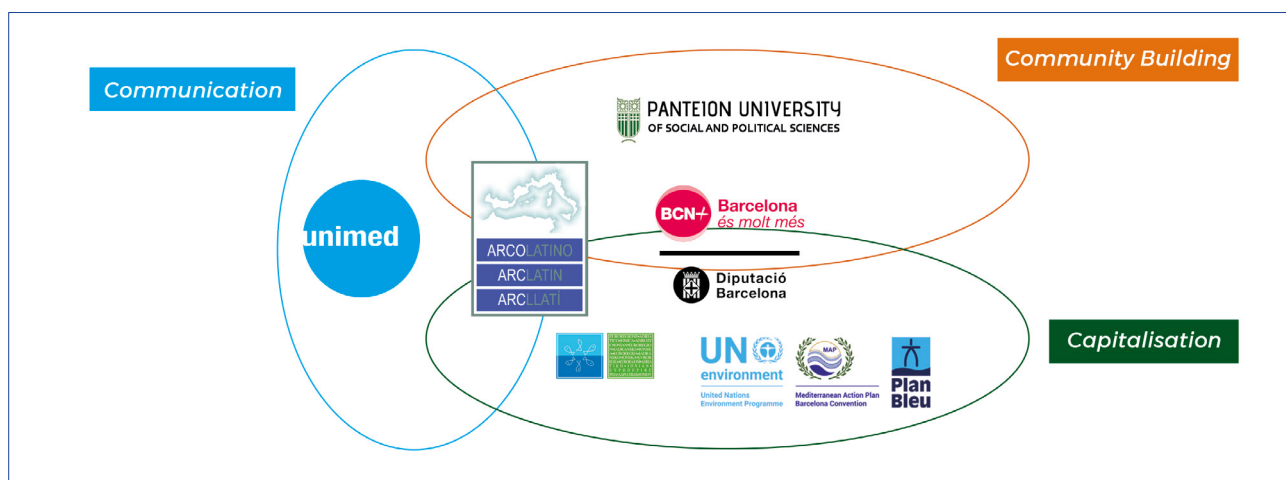 Communication
Community Building
PANTEION UNIVERSITY
OF SOCIAL AND POLITICAL SCIENCES
unimed
ARCOLATINO
ARCLATIN
ARCLLATÍ
BCN+
Barcelona
és molt més
Diputació
Barcelona
Capitalisation
UN
environment
United Nations
Environment Programme
MAP
Mediterranean Action Plan
Barcelona Convention
Plan
Bleu